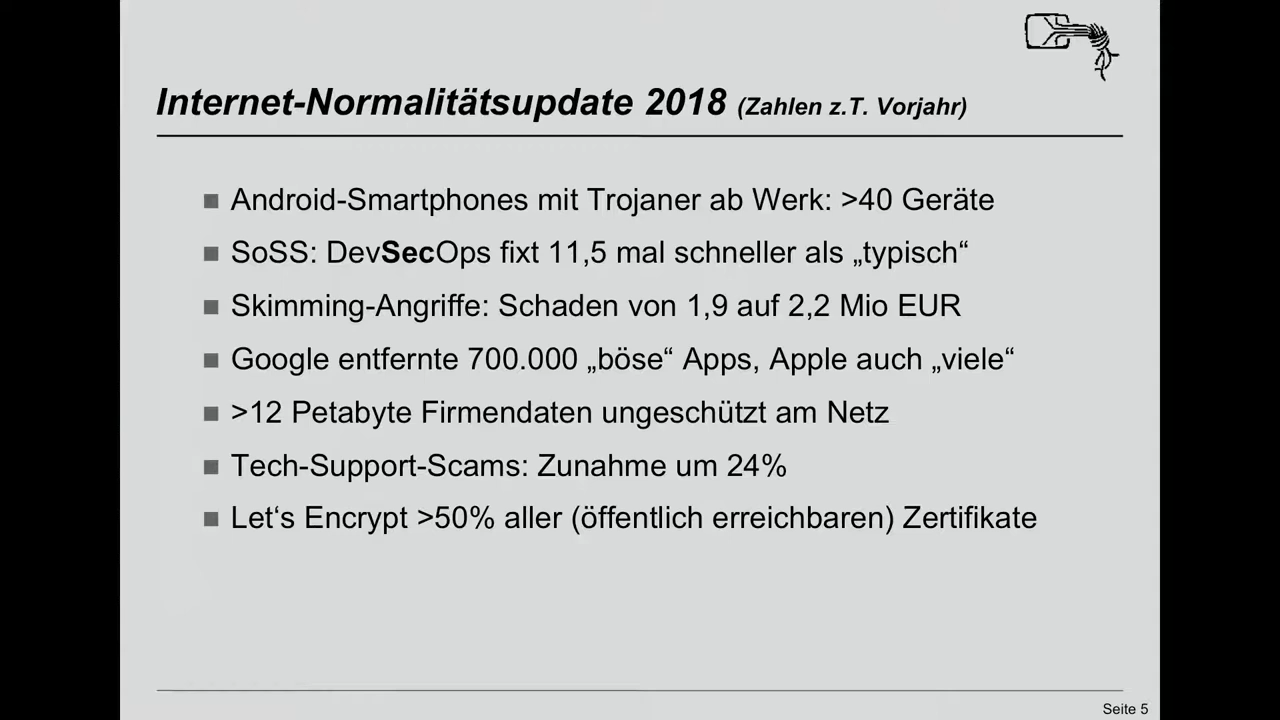 Internet-Normalitätsupdate 2018 (Zahlen z.T. Vorjahr)
Android-Smartphones mit Trojaner ab Werk: >40 Geräte
SoSS: DevSecOps fixt 11,5 mal schneller als „typisch“
Skimming-Angriffe: Schaden von 1,9 auf 2,2 Mio EUR
Google entfernte 700.000 „böse“ Apps, Apple auch „viele“
>12 Petabyte Firmendaten ungeschützt am Netz
Tech-Support-Scams: Zunahme um 24%
Let‘s Encrypt >50% aller (öffentlich erreichbaren) Zertifikate
Seite 5